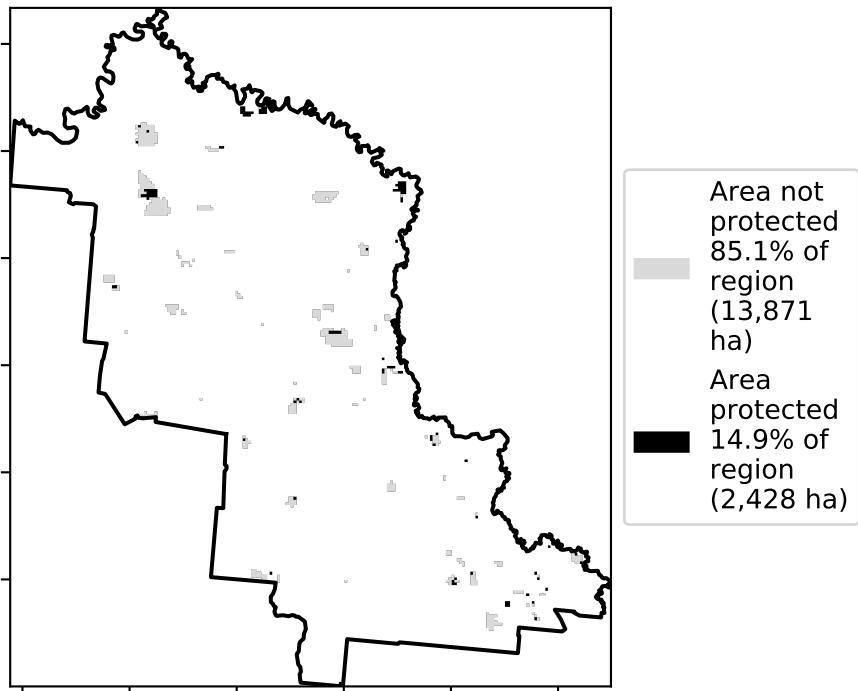 Area not
protected
85.1% of
region
(13,871
ha)
Area
protected
14.9% of
region
(2,428 ha)